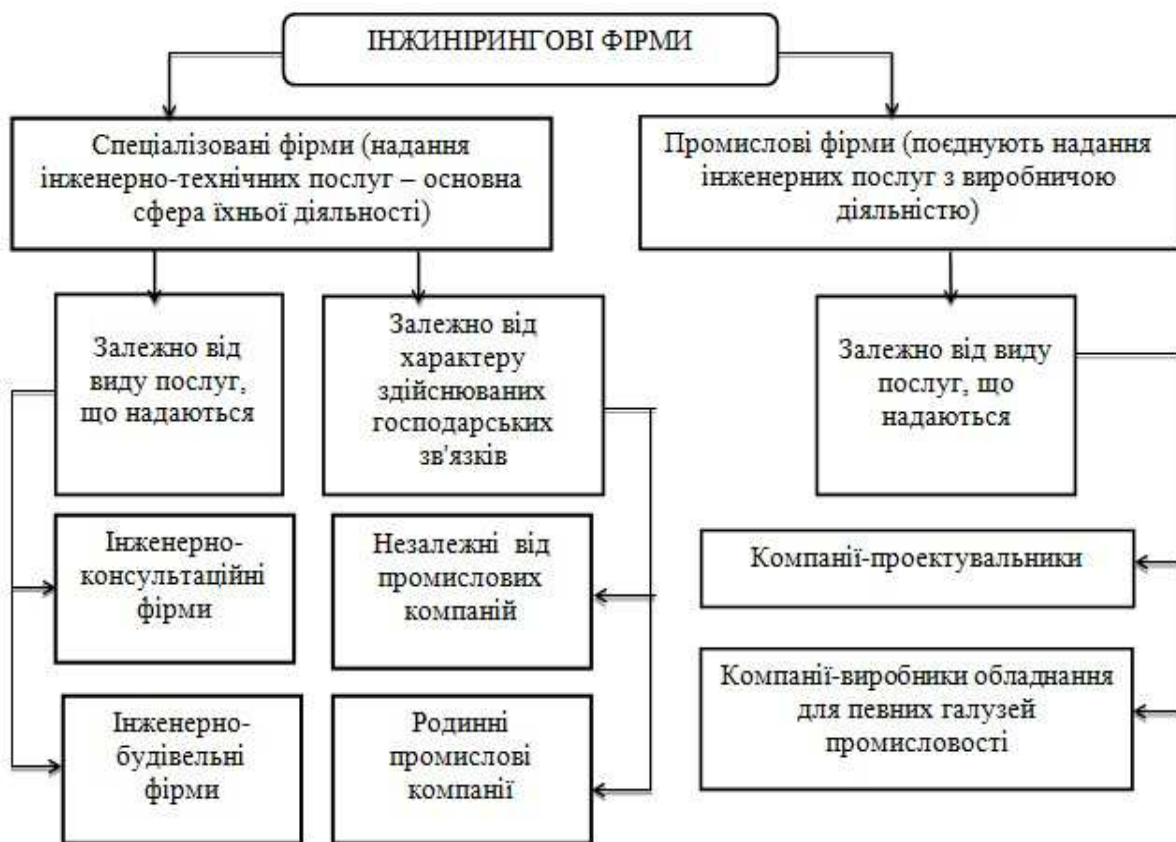 ІНЖИНІРИНГОВІ ФІРМИ
Спеціалізовані фірми (надання
інженерно-технічних послуг – основна
сфера їхньої діяльності)
Промислові фірми (поєднують надання
інженерних послуг з виробничою
діяльністю)
Залежно від
виду послуг,
що надаються
Залежно від
характеру
здійснюваних
господарських
зв'язків
Залежно від виду
послуг, що
надаються
Інженерно-
консультаційні
фірми
Незалежні від
промислових
компаній
Компанії-проектувальники
Інженерно-
будівельні
фірми
Родинні
промислові
компанії
Компанії-виробники обладнання
для певних галузей
промисловості